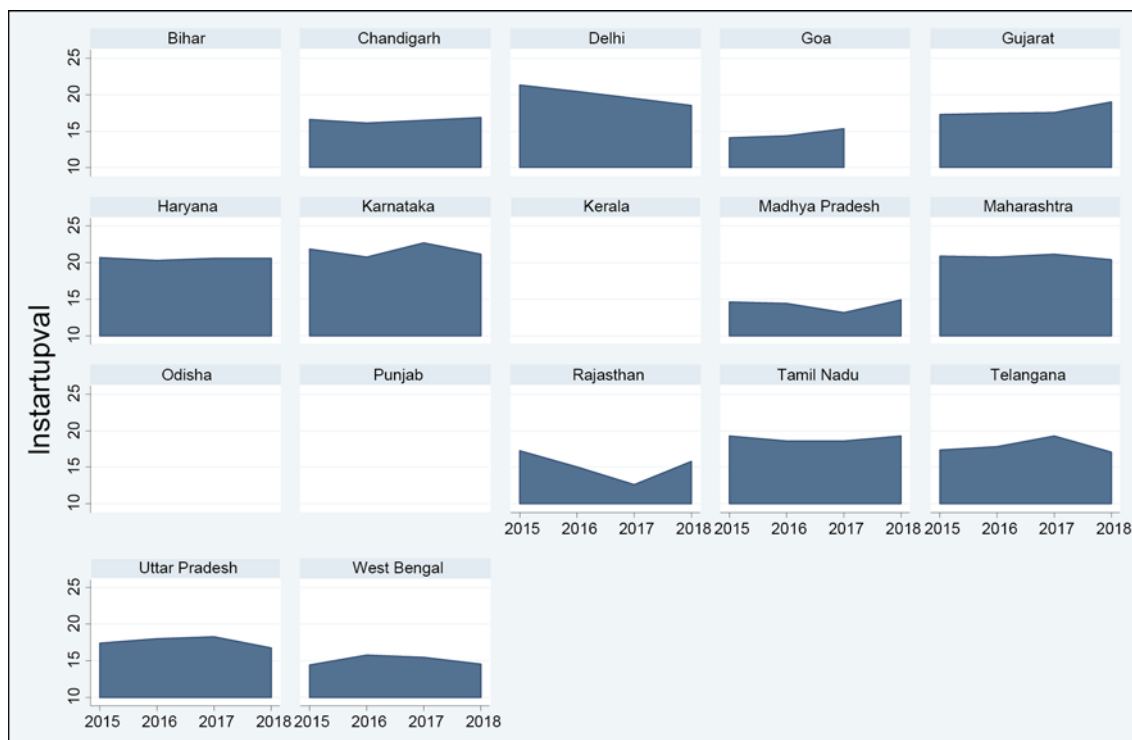 Bihar Chandigarh Delhi Goa Gujarat
25
20
15
10
Haryana Karnataka Kerala Madhya Pradesh Maharashtra
25
20
15
10
Odisha Punjab Rajasthan Tamil Nadu Telangana
25
20
15
10
2015 2016 2017 2018 2015 2016 2017 2018 2015 2016 2017 2018
Uttar Pradesh West Bengal
25
20
15
10
2015 2016 2017 2018 2015 2016 2017 2018
Instartupval